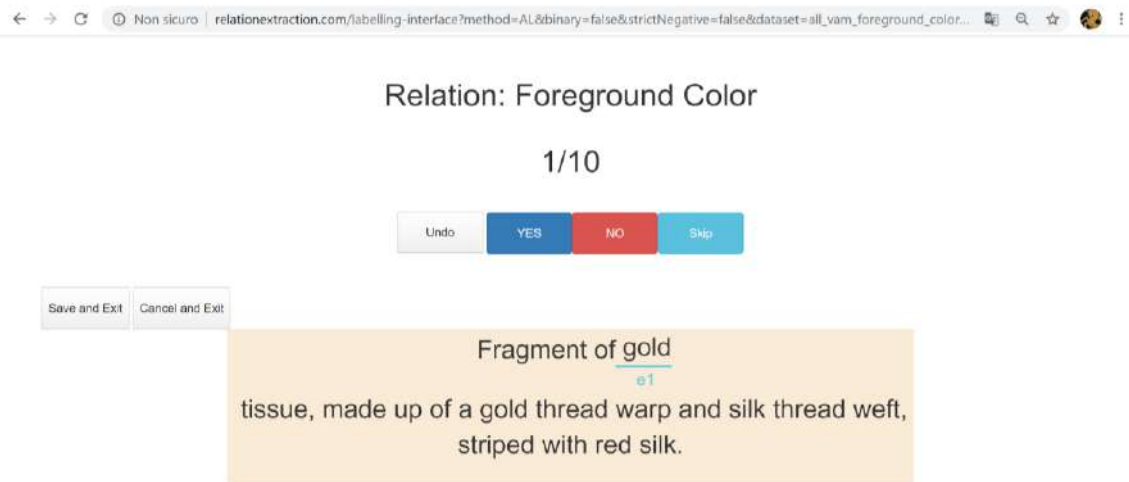 Non sicuro | relationextraction.com/labelling-interface?method=AL&binary=false&strictNegative=false&dataset=all_vam_foreground_color...
Relation: Foreground Color
1/10
Undo YES NO Skip
Save and Exit Cancel and Exit
Fragment of gold
e1
tissue, made up of a gold thread warp and silk thread weft,
striped with red silk.